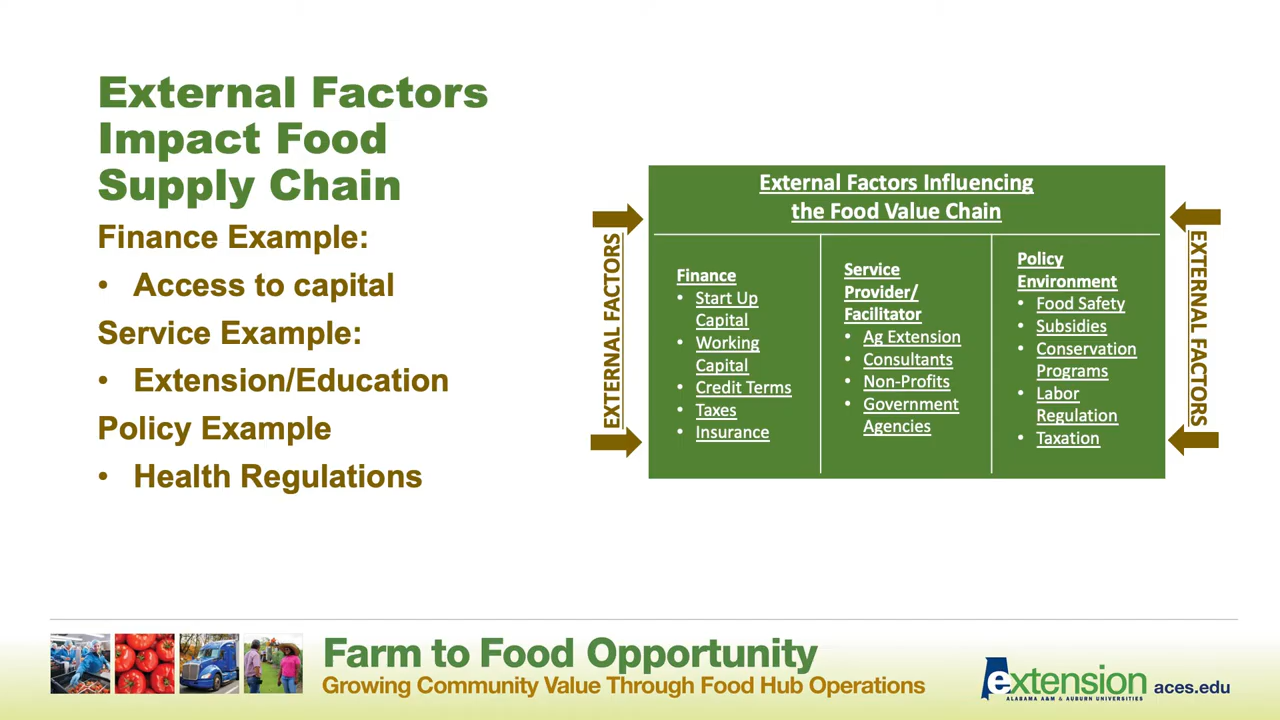 External Factors
Impact Food
Supply Chain
Finance Example:
• Access to capital
Service Example:
• Extension/Education
Policy Example
• Health Regulations
EXTERNAL FACTORS
External Factors Influencing
the Food Value Chain
Finance
• Start Up
Capital
• Working
Capital
• Credit Terms
• Taxes
• Insurance
Service
Provider/
Facilitator
• Ag Extension
• Consultants
• Non-Profits
• Government
Agencies
Policy
Environment
• Food Safety
• Subsidies
• Conservation
Programs
• Labor
Regulation
• Taxation
EXTERNAL FACTORS
Farm to Food Opportunity
Growing Community Value Through Food Hub Operations
extension
ALABAMA A&M & AUBURN UNIVERSITIES
aces.edu